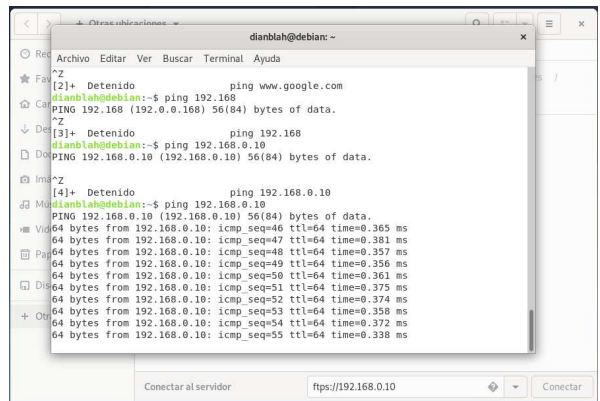 + Otras ubicaciones
dianblah@debian: ~
Archivo Editar Ver Buscar Terminal Ayuda
^Z
[2]+ Detenido ping www.google.com
dianblah@debian:~$ ping 192.168
PING 192.168 (192.0.0.168) 56(84) bytes of data.
^Z
[3]+ Detenido ping 192.168
dianblah@debian:~$ ping 192.168.0.10
PING 192.168.0.10 (192.168.0.10) 56(84) bytes of data.
^Z
[4]+ Detenido ping 192.168.0.10
dianblah@debian:~$ ping 192.168.0.10
PING 192.168.0.10 (192.168.0.10) 56(84) bytes of data.
64 bytes from 192.168.0.10: icmp_seq=46 ttl=64 time=0.365 ms
64 bytes from 192.168.0.10: icmp_seq=47 ttl=64 time=0.381 ms
64 bytes from 192.168.0.10: icmp_seq=48 ttl=64 time=0.357 ms
64 bytes from 192.168.0.10: icmp_seq=49 ttl=64 time=0.356 ms
64 bytes from 192.168.0.10: icmp_seq=50 ttl=64 time=0.361 ms
64 bytes from 192.168.0.10: icmp_seq=51 ttl=64 time=0.375 ms
64 bytes from 192.168.0.10: icmp_seq=52 ttl=64 time=0.374 ms
64 bytes from 192.168.0.10: icmp_seq=53 ttl=64 time=0.358 ms
64 bytes from 192.168.0.10: icmp_seq=54 ttl=64 time=0.372 ms
64 bytes from 192.168.0.10: icmp_seq=55 ttl=64 time=0.338 ms
Rec
Fav
Car
Des
Doc
Imá
Mús
Víd
Pap
Dis
+ Otr
Conectar al servidor
ftps://192.168.0.10
Conectar